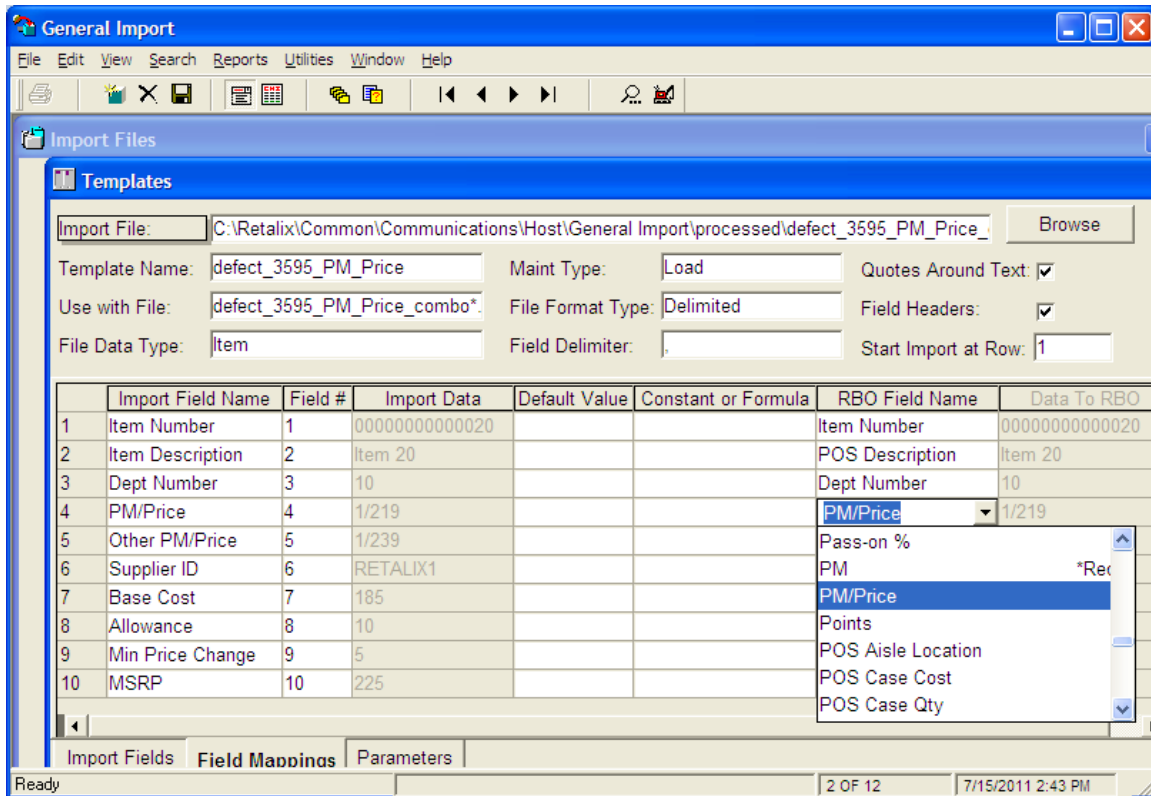 General Import
File Edit View Search Reports Utilities Window Help
Import Files
Templates
Import File: C:\Retalix\Common\Communications\Host\General Import\processed\defect_3595_PM_Price_ Browse
Template Name: defect_3595_PM_Price Maint Type: Load Quotes Around Text:
Use with File: defect_3595_PM_Price_combo*. File Format Type: Delimited Field Headers:
File Data Type: Item Field Delimiter: , Start Import at Row: 1
Import Field Name Field # Import Data Default Value Constant or Formula RBO Field Name Data To RBO
1 Item Number 1 00000000000020 Item Number 00000000000020
2 Item Description 2 Item 20 POS Description Item 20
3 Dept Number 3 10 Dept Number 10
4 PM/Price 4 1/219 PM/Price 1/219
5 Other PM/Price 5 1/239 Pass-on %
6 Supplier ID 6 RETALIX1 PM *Rec
7 Base Cost 7 185 PM/Price
8 Allowance 8 10 Points
9 Min Price Change 9 5 POS Aisle Location
10 MSRP 10 225 POS Case Cost
POS Case Qty
Import Fields Field Mappings Parameters
Ready 2 OF 12 7/15/2011 2:43 PM